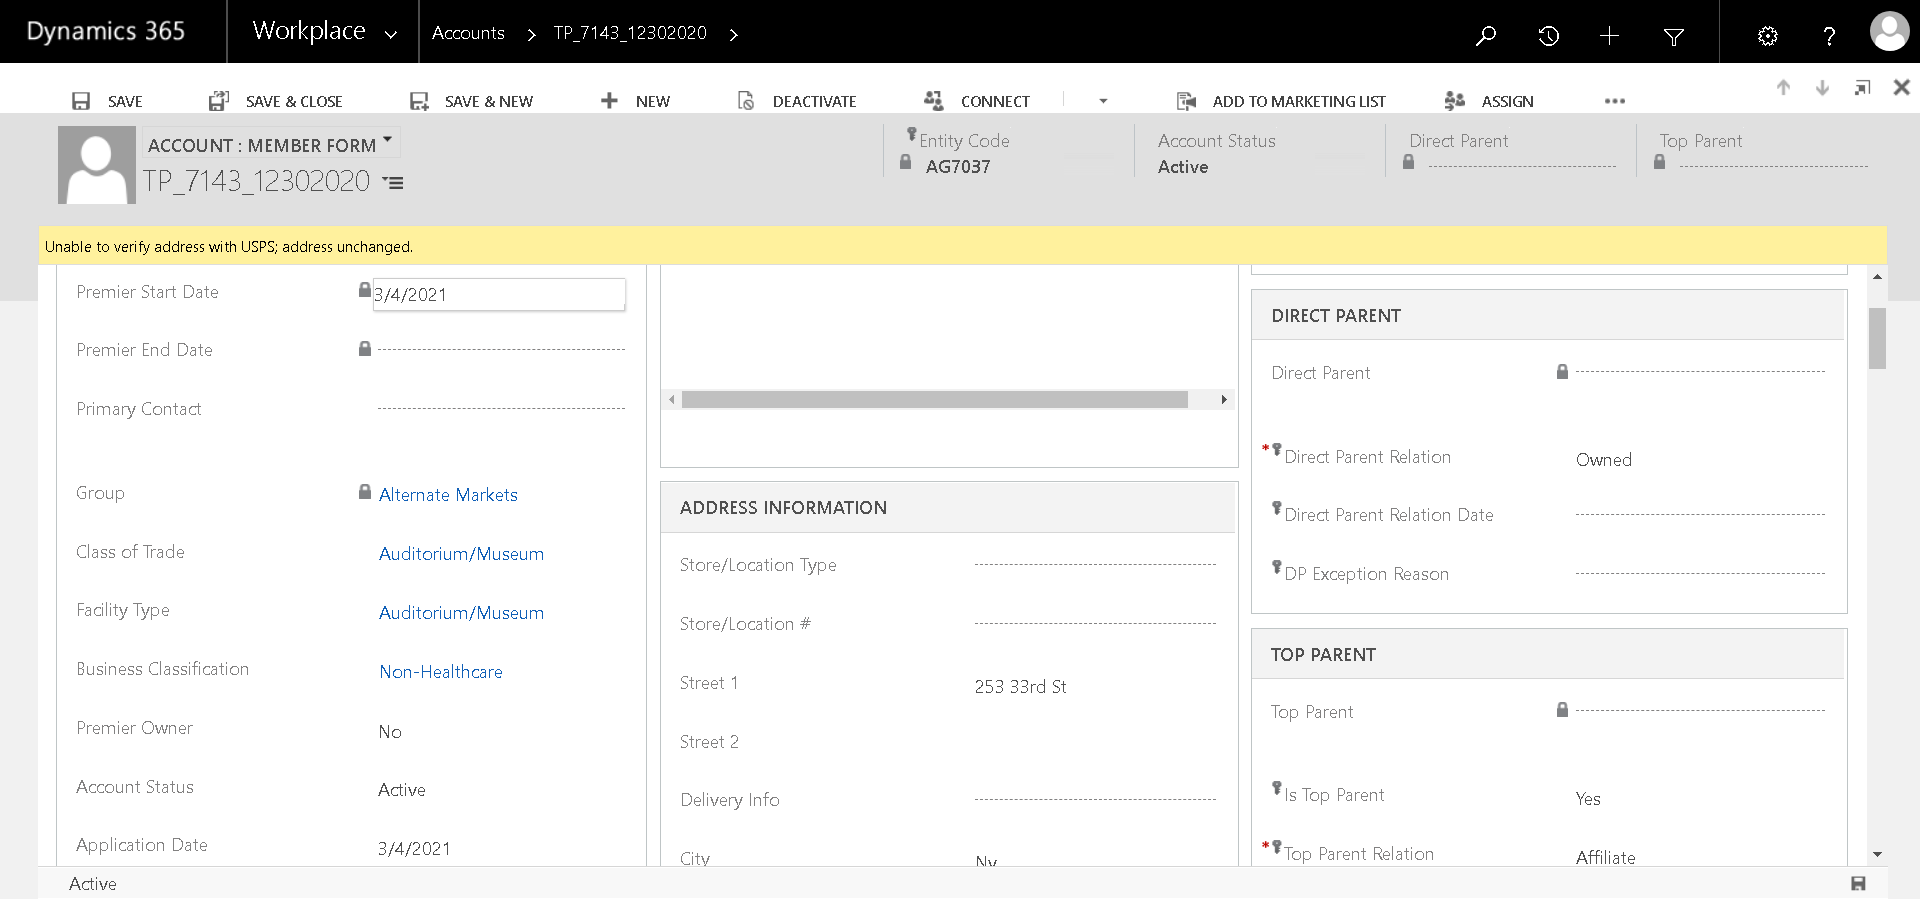 Dynamics 365
Workplace
Accounts
TP_7143_12302020
SAVE
SAVE & CLOSE
SAVE & NEW
NEW
DEACTIVATE
CONNECT
ADD TO MARKETING LIST
ASSIGN
ACCOUNT : MEMBER FORM
TP_7143_12302020
Entity Code
AG7037
Account Status
Active
Direct Parent
Top Parent
Unable to verify address with USPS; address unchanged.
Premier Start Date
3/4/2021
Premier End Date
Primary Contact
Group
Alternate Markets
Class of Trade
Auditorium/Museum
Facility Type
Auditorium/Museum
Business Classification
Non-Healthcare
Premier Owner
No
Account Status
Active
Application Date
3/4/2021
ADDRESS INFORMATION
Store/Location Type
Store/Location #
Street 1
253 33rd St
Street 2
Delivery Info
City
Ny
DIRECT PARENT
Direct Parent
* Direct Parent Relation
Owned
Direct Parent Relation Date
DP Exception Reason
TOP PARENT
Top Parent
Is Top Parent
Yes
* Top Parent Relation
Affiliate
Active